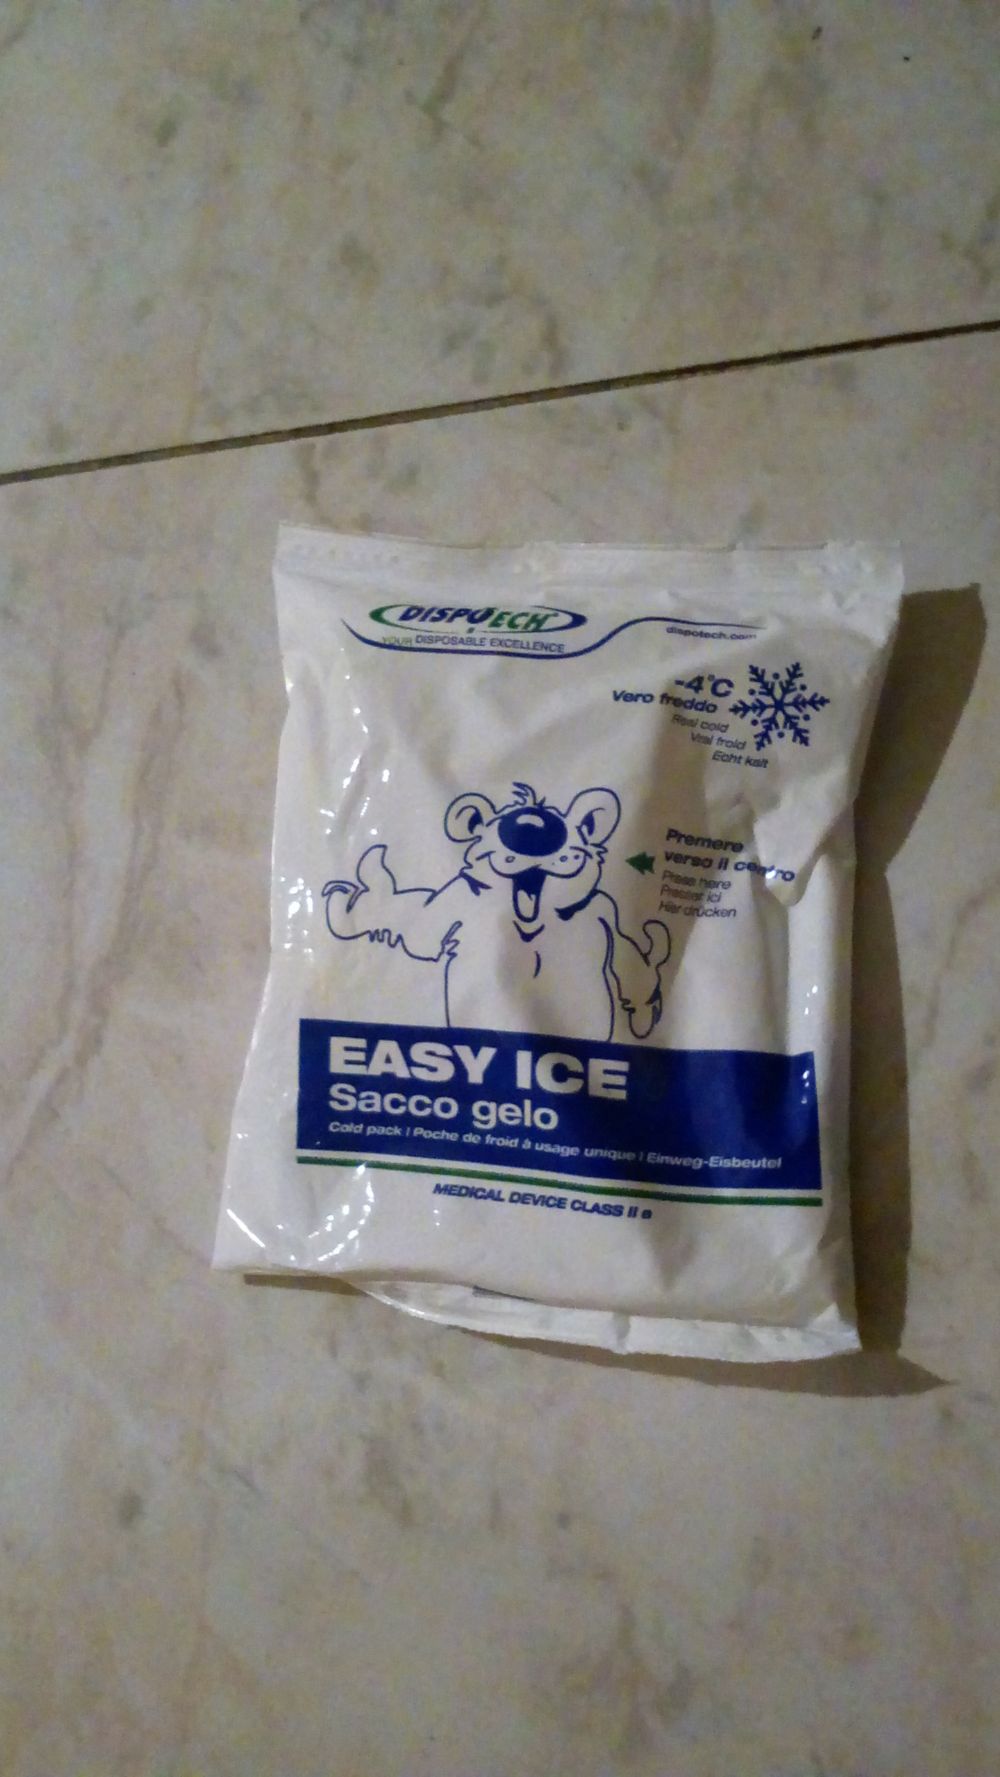 DISPOTECH®
YOUR DISPOSABLE EXCELLENCE
dispotech.com
-4°C
Vero freddo
Real cold
Vrai froid
Echt kalt
Premere
verso il centro
Press here
Presser ici
Hier drücken
EASY ICE
Sacco gelo
Cold pack | Poche de froid à usage unique | Einweg-Eisbeutel
MEDICAL DEVICE CLASS II a